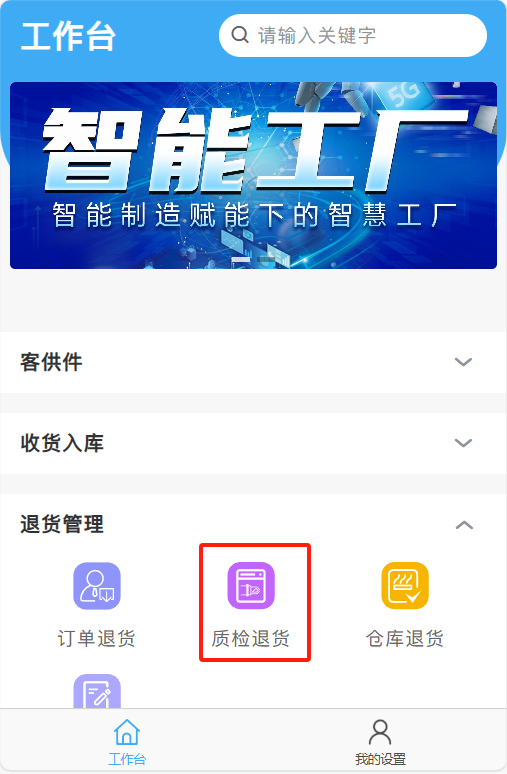 工作台
请输入关键字
5G
智能工厂
智能制造赋能下的智慧工厂
客供件
收货入库
退货管理
订单退货
质检退货
仓库退货
工作台
我的设置